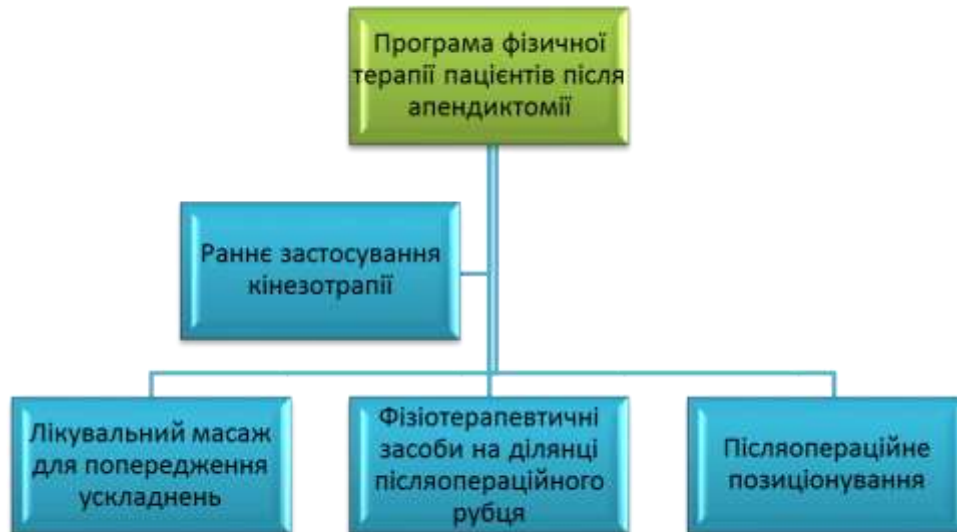 Програма фізичної
терапії пацієнтів після
апендиктомії
Раннє застосування
кінезотрапії
Лікувальний масаж
для попередження
ускладнень
Фізіотерапевтичні
засоби на ділянці
післяопераційного
рубця
Післяопераційне
позиціонування